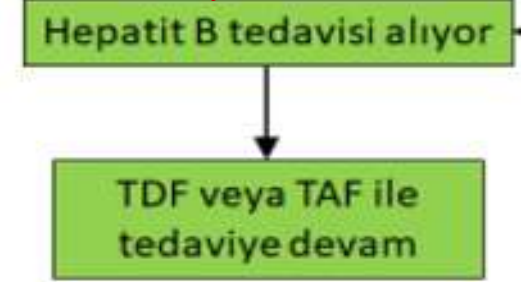 Hepatit B tedavisi alıyor
TDF veya TAF ile
tedaviye devam